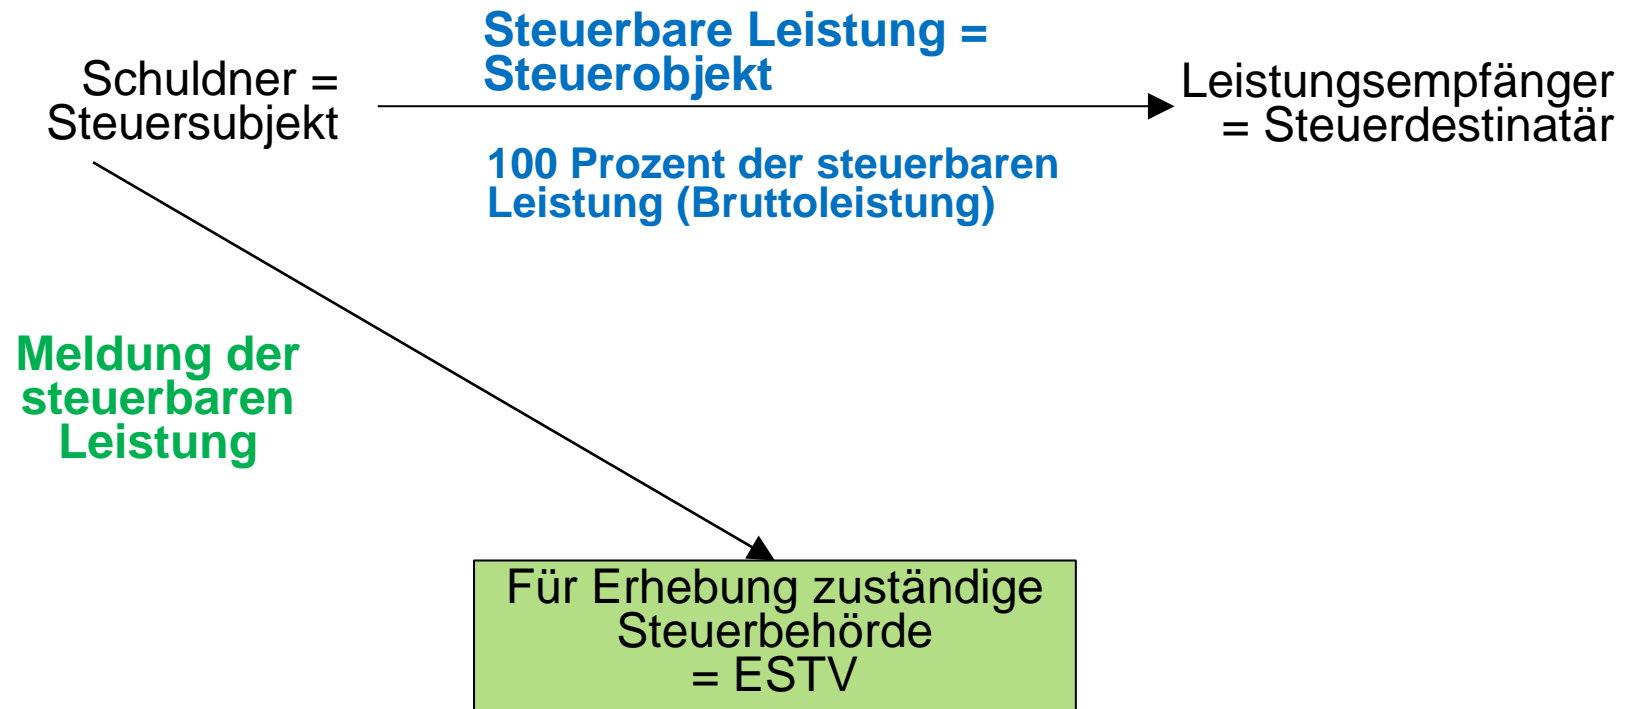 Schuldner =
Steuersubjekt
Steuerbare Leistung =
Steuerobjekt
100 Prozent der steuerbaren
Leistung (Bruttoleistung)
Leistungsempfänger
= Steuerdestinatär
Meldung der
steuerbaren
Leistung
Für Erhebung zuständige
Steuerbehörde
= ESTV